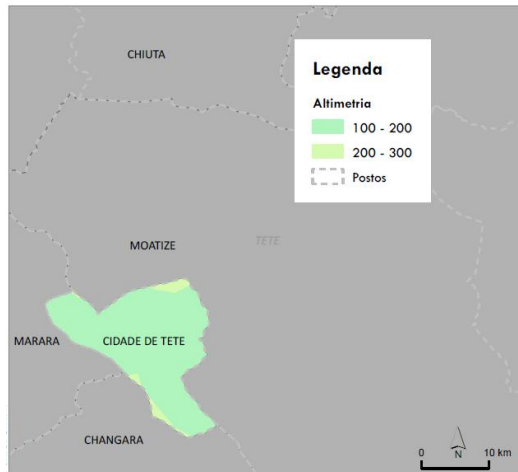 CHIUTA
Legenda
Altimetria
100 - 200
200 - 300
Postos
MOATIZE
TETE
MARARA
CIDADE DE TETE
CHANGARA
0 N 10 km